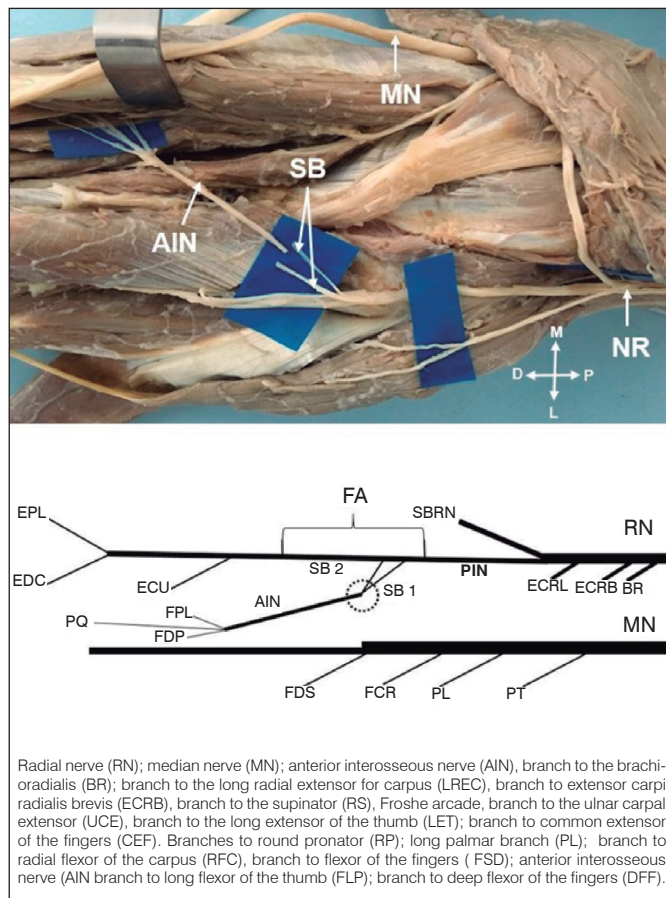 MN
SB
AIN
NR
M
D P
L
FA
EPL
SBRN
RN
EDC
SB 2
PIN
ECU
SB 1
ECRL ECRB BR
AIN
FPL
PQ
MN
FDP
FDS FCR PL PT
Radial nerve (RN); median nerve (MN); anterior interosseous nerve (AIN), branch to the brachi-
oradialis (BR); branch to the long radial extensor for carpus (LREC), branch to extensor carpi
radialis brevis (ECRB), branch to the supinator (RS), Froshe arcade, branch to the ulnar carpal
extensor (UCE), branch to the long extensor of the thumb (LET); branch to common extensor
of the fingers (CEF). Branches to round pronator (RP); long palmar branch (PL); branch to
radial flexor of the carpus (RFC), branch to flexor of the fingers ( FSD); anterior interosseous
nerve (AIN branch to long flexor of the thumb (FLP); branch to deep flexor of the fingers (DFF).